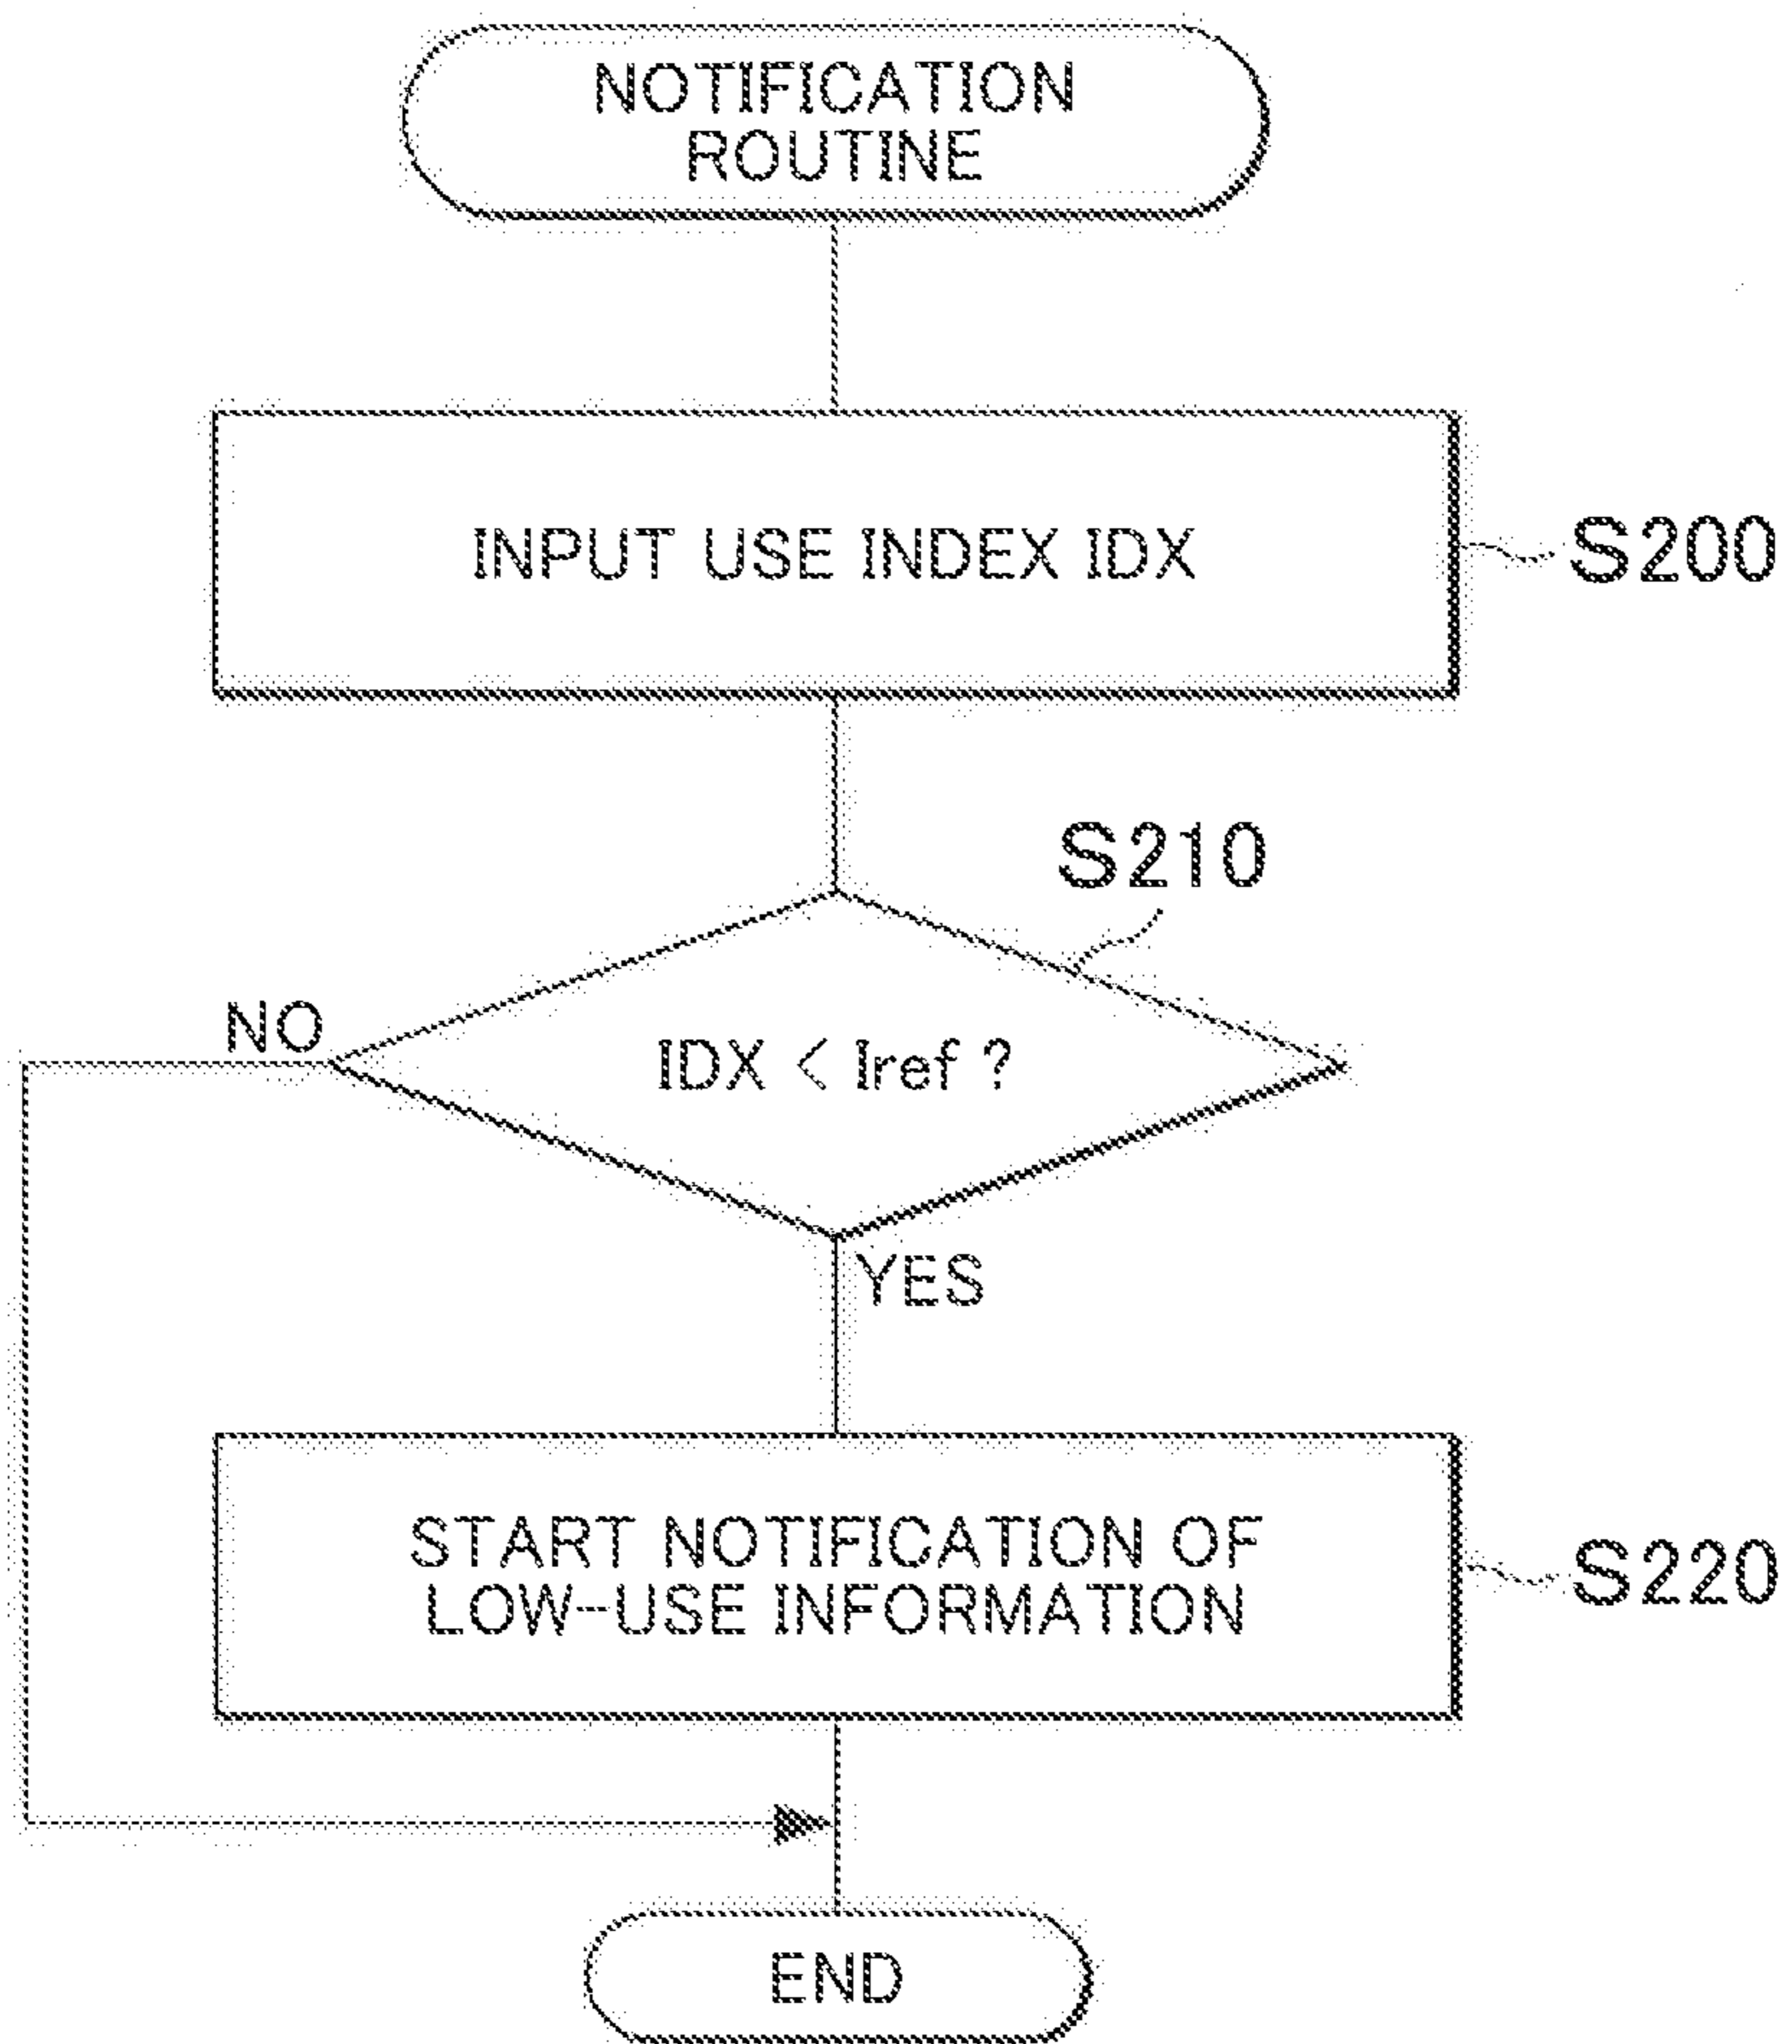 NOTIFICATION
ROUTINE
INPUT USE INDEX IDX
S200
S210
NO
IDX < Iref ?
YES
START NOTIFICATION OF
LOW-USE INFORMATION
S220
END